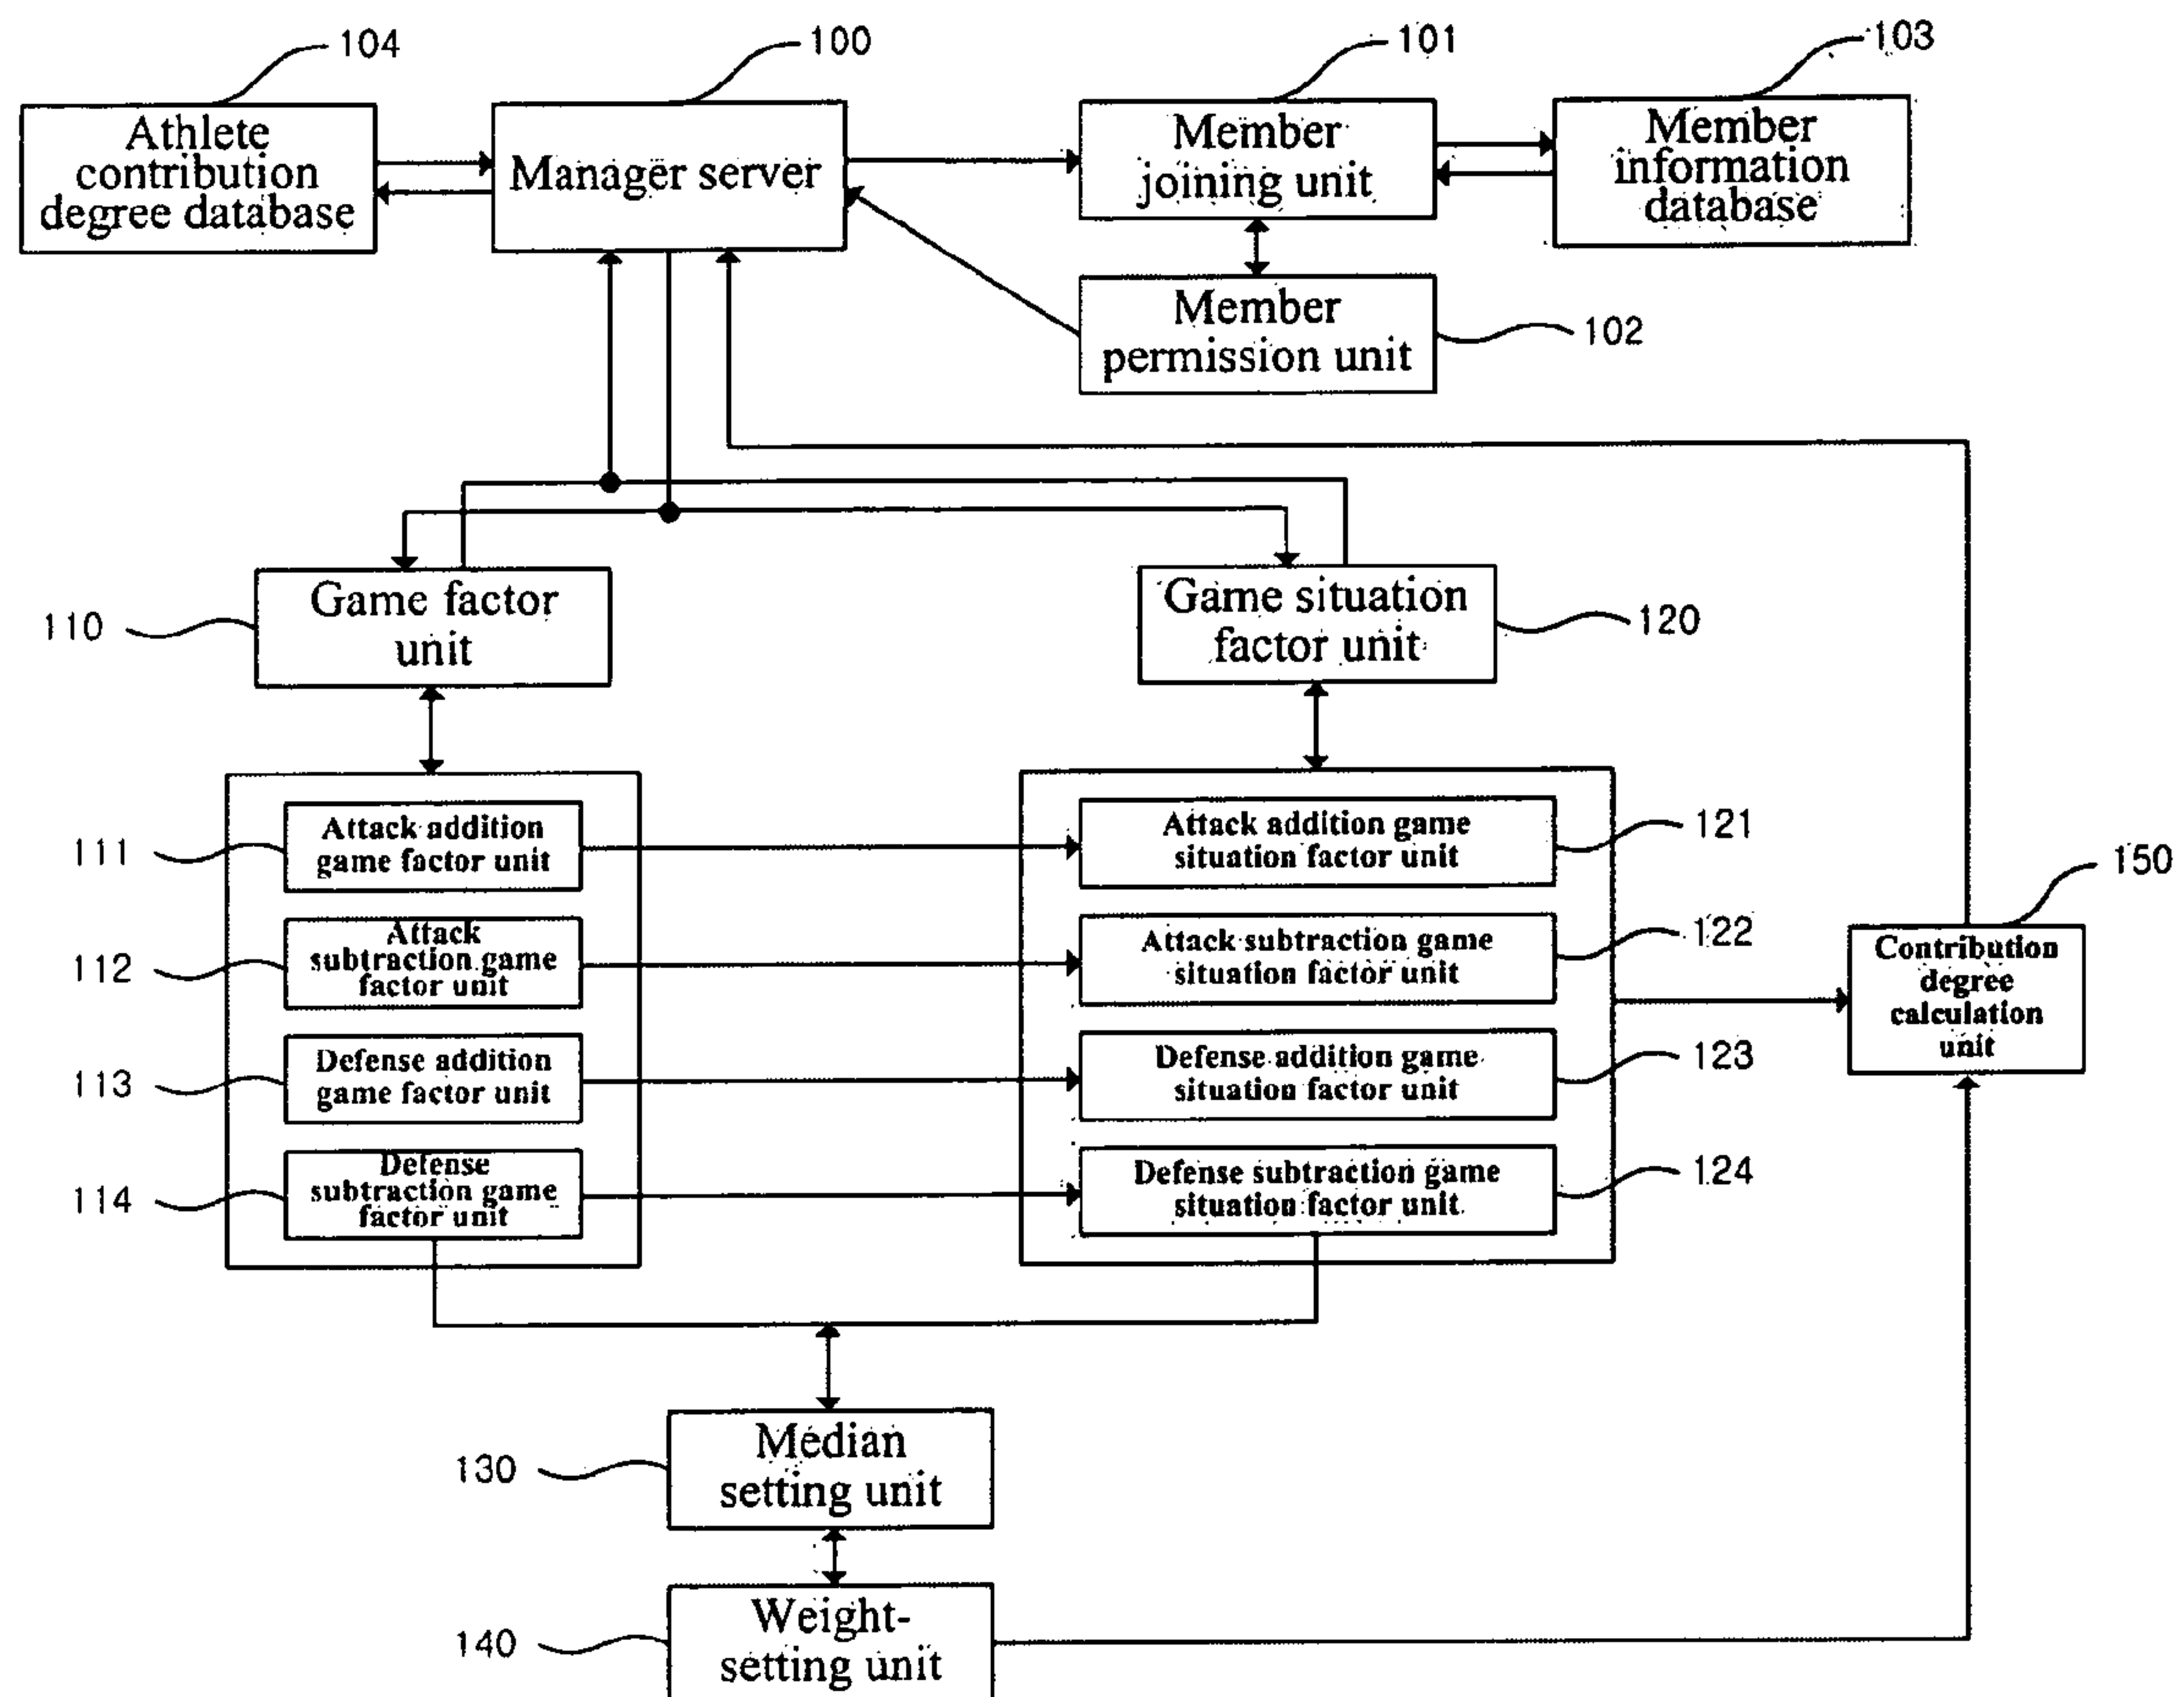 104
100
101
103
Athlete
contribution
degree database
Manager server
Member
joining unit
Member
information
database
Member
permission unit
102
110
Game factor
unit
Game situation
factor unit
120
111
Attack addition
game factor unit
Attack addition game
situation factor unit
121
112
Attack
subtraction game
factor unit
Attack subtraction game
situation factor unit
122
113
Defense addition
game factor unit
Defense addition game
situation factor unit
123
114
Defense
subtraction game
factor unit
Defense subtraction game
situation factor unit
124
150
Contribution
degree
calculation
unit
130
Median
setting unit
140
Weight-
setting unit